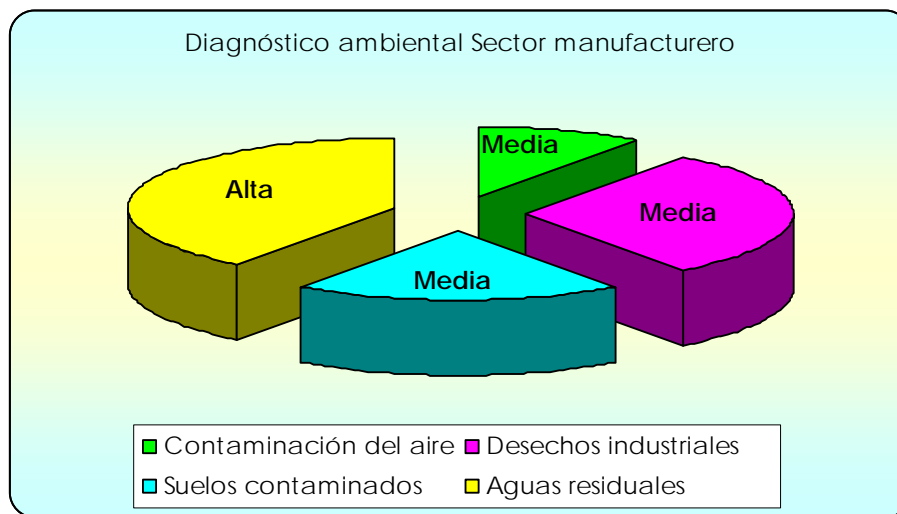 Diagnóstico ambiental Sector manufacturero
Media
Alta
Media
Media
Contaminación del aire
Desechos industriales
Suelos contaminados
Aguas residuales